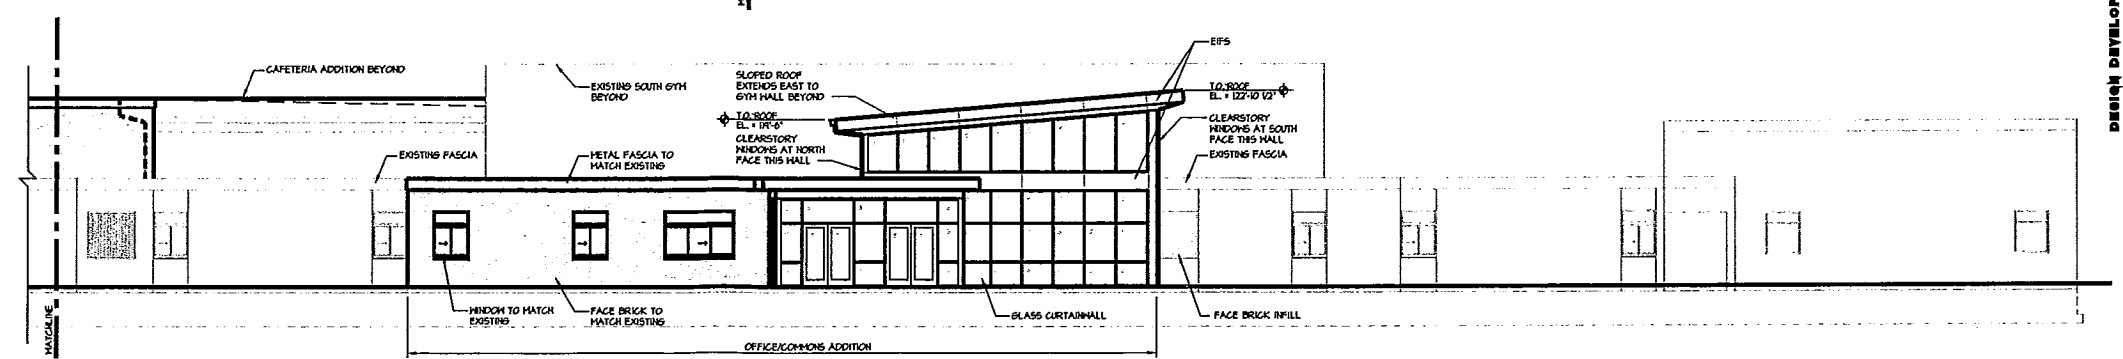 CAFETERIA ADDITION BEYOND
EXISTING SOUTH GYM
BEYOND
SLOPED ROOF
EXTENDS EAST TO
GYM WALL BEYOND
EIFS
T.O. ROOF
EL. = 122'-10 1/2"
T.O. ROOF
EL. = 119'-6"
CLEARSTORY
WINDOWS AT NORTH
FACE THIS WALL
CLEARSTORY
WINDOWS AT SOUTH
FACE THIS WALL
EXISTING FASCIA
METAL FASCIA TO
MATCH EXISTING
EXISTING FASCIA
WINDOW TO MATCH
EXISTING
FACE BRICK TO
MATCH EXISTING
GLASS CURTAINWALL
FACE BRICK INFILL
OFFICE/COMMONS ADDITION
MATCHLINE
DESIGN DEVELOP